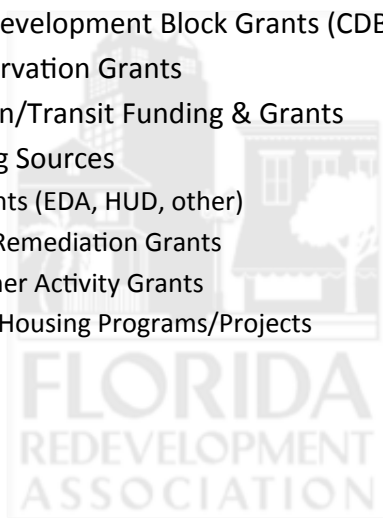 evelopment Block Grants (CDB
rvation Grants
n/Transit Funding & Grants
g Sources
nts (EDA, HUD, other)
Remediation Grants
er Activity Grants
Housing Programs/Projects
FLORIDA
REDEVELOPMENT
ASSOCIATION